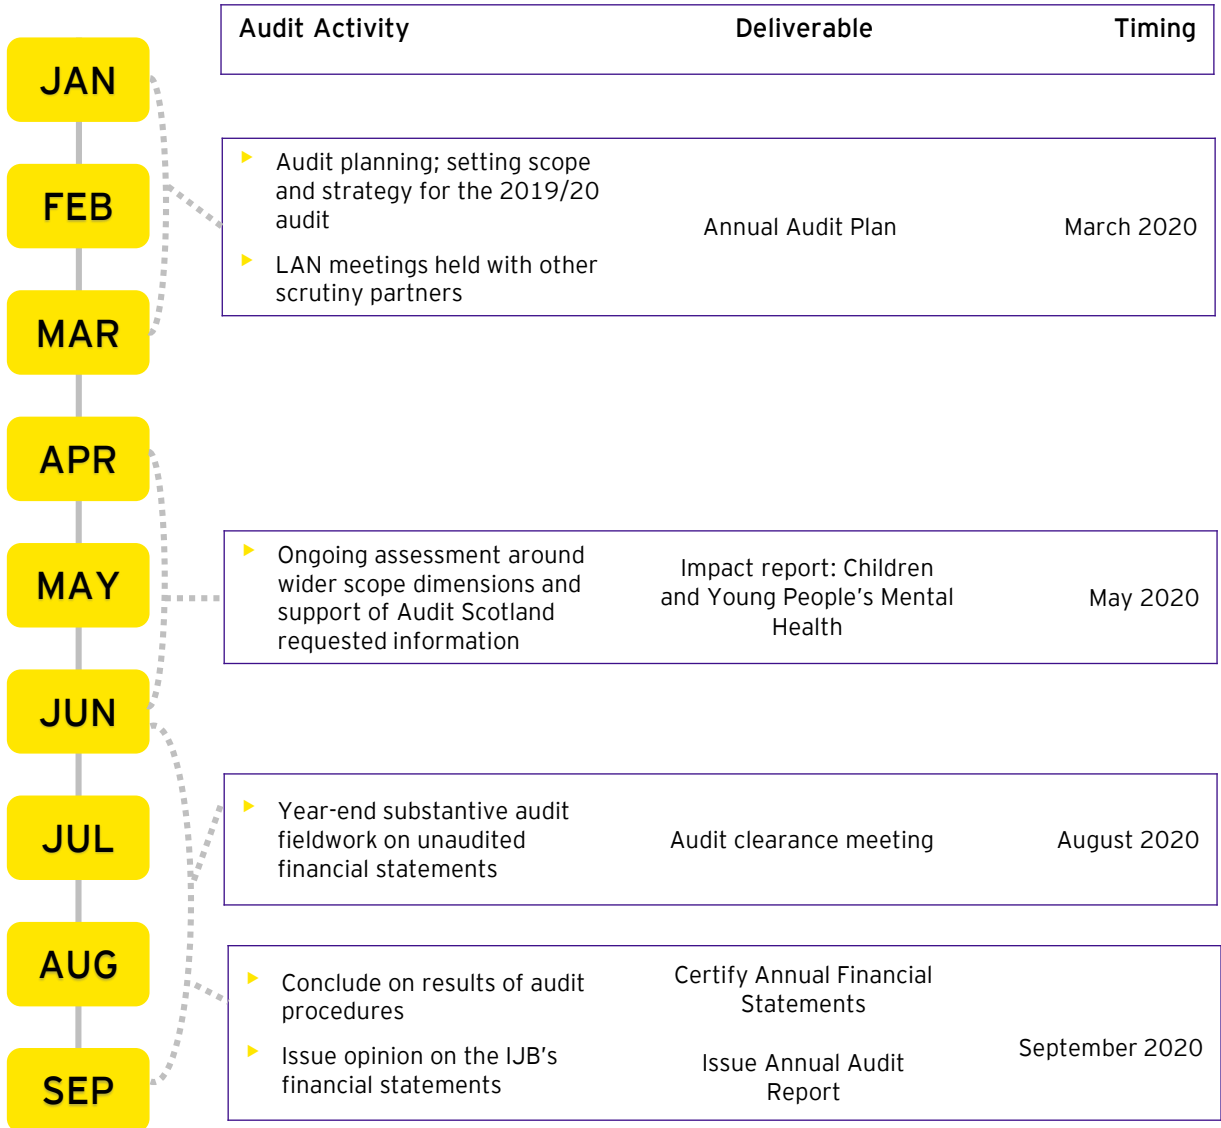 Audit Activity Deliverable Timing
JAN
FEB
MAR
APR
MAY
JUN
JUL
AUG
SEP
Audit planning; setting scope
and strategy for the 2019/20
audit
LAN meetings held with other
scrutiny partners
Annual Audit Plan
March 2020
Ongoing assessment around
wider scope dimensions and
support of Audit Scotland
requested information
Impact report: Children
and Young People's Mental
Health
May 2020
Year-end substantive audit
fieldwork on unaudited
financial statements
Audit clearance meeting
August 2020
Conclude on results of audit
procedures
Issue opinion on the IJB's
financial statements
Certify Annual Financial
Statements
Issue Annual Audit
Report
September 2020